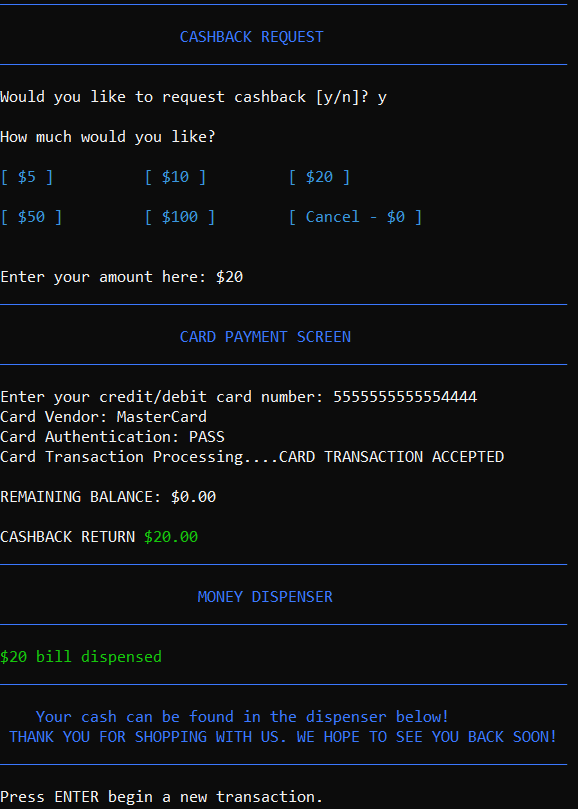 CASHBACK REQUEST
Would you like to request cashback [y/n]? y
How much would you like?
[ $5 ] [ $10 ] [ $20 ]
[ $50 ] [ $100 ] [ Cancel - $0 ]
Enter your amount here: $20
CARD PAYMENT SCREEN
Enter your credit/debit card number: 5555555555554444
Card Vendor: MasterCard
Card Authentication: PASS
Card Transaction Processing....CARD TRANSACTION ACCEPTED
REMAINING BALANCE: $0.00
CASHBACK RETURN $20.00
MONEY DISPENSER
$20 bill dispensed
Your cash can be found in the dispenser below!
THANK YOU FOR SHOPPING WITH US. WE HOPE TO SEE YOU BACK SOON!
Press ENTER begin a new transaction.